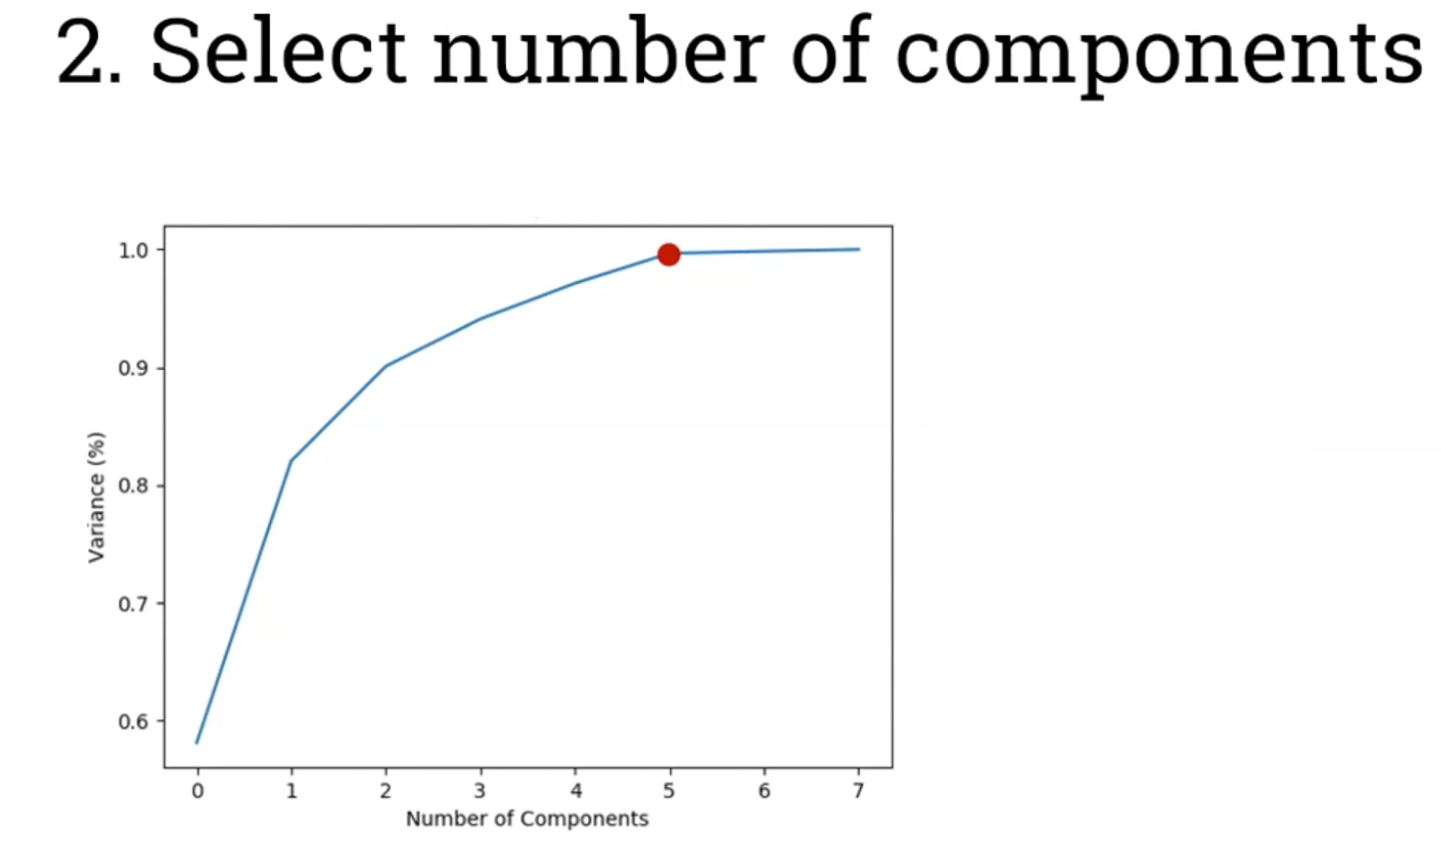 2. Select number of components
1.0
0.9
0.8
0.7
0.6
Variance (%)
0 1 2 3 4 5 6 7
Number of Components